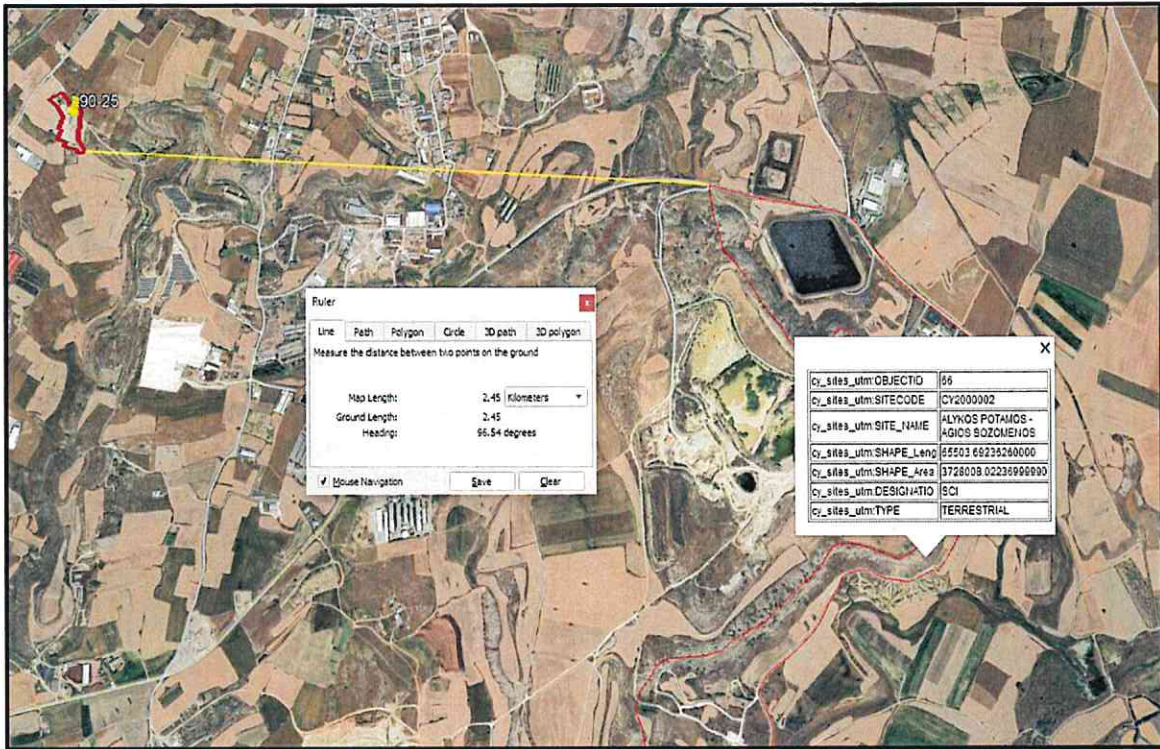 90-25
Ruler
x
Line Path Polygon Circle 3D path 3D polygon
Measure the distance between two points on the ground
Map Length: 2,45 Kilometers
Ground Length: 2,45
Heading: 96,54 degrees
Mouse Navigation Save Clear
X
cy_sites_utm:OBJECTID 66
cy_sites_utm:SITECODE CY2000002
cy_sites_utm:SITE_NAME ALYKOS POTAMOS -
AGIOS SOZOMENOS
cy_sites_utm:SHAPE_Leng 65503.69236260000
cy_sites_utm:SHAPE_Area 3728008.02236999990
cy_sites_utm:DESIGNATIO SCI
cy_sites_utm:TYPE TERRESTRIAL